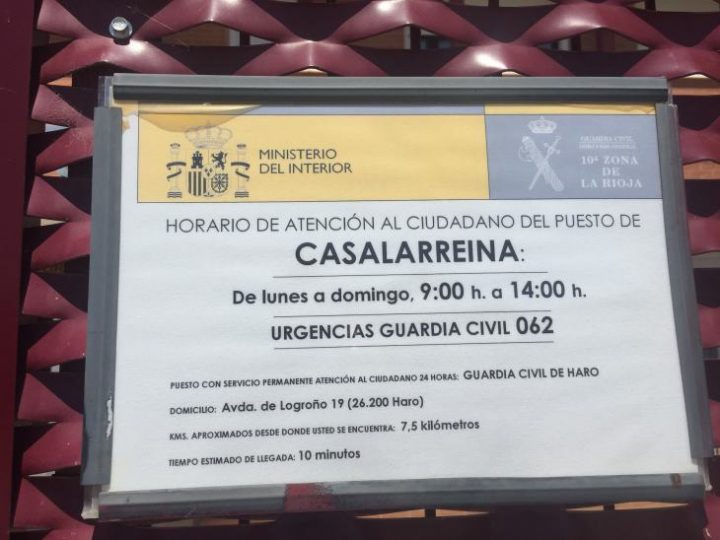 MINISTERIO
DEL INTERIOR
GUARDIA CIVIL
10ª ZONA
DE
LA RIOJA
HORARIO DE ATENCIÓN AL CIUDADANO DEL PUESTO DE
CASALARREINA:
De lunes a domingo, 9:00 h. a 14:00 h.
URGENCIAS GUARDIA CIVIL 062
PUESTO CON SERVICIO PERMANENTE ATENCIÓN AL CIUDADANO 24 HORAS: GUARDIA CIVIL DE HARO
DOMICILIO: Avda. de Logroño 19 (26.200 Haro)
KMS. APROXIMADOS DESDE DONDE USTED SE ENCUENTRA: 7,5 kilómetros
TIEMPO ESTIMADO DE LLEGADA: 10 minutos